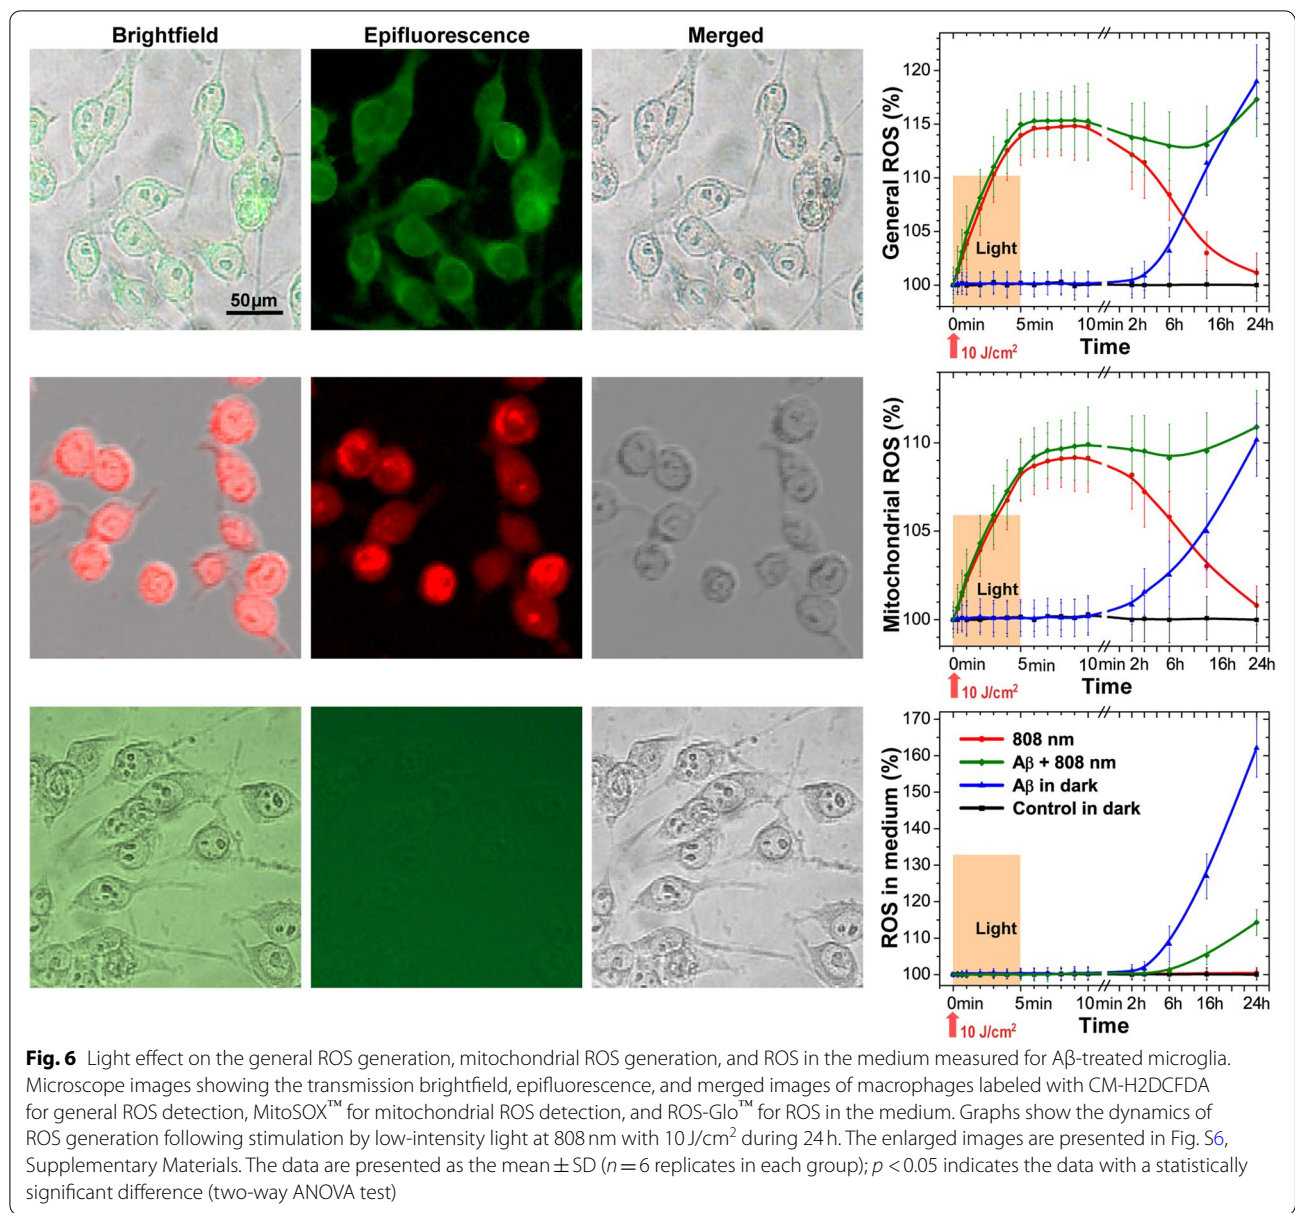 Brightfield
Epifluorescence
Merged
50µm
General ROS (%)
120
115
110
105
100
Light
0min 5min 10min 2h 6h 16h 24h
10 J/cm²
Time
Mitochondrial ROS (%)
110
105
100
Light
0min 5min 10min 2h 6h 16h 24h
10 J/cm²
Time
ROS in medium (%)
170
160
150
140
130
120
110
100
808 nm
Aβ + 808 nm
Aβ in dark
Control in dark
Light
0min 5min 10min 2h 6h 16h 24h
10 J/cm²
Time
Fig. 6 Light effect on the general ROS generation, mitochondrial ROS generation, and ROS in the medium measured for Aβ-treated microglia.
Microscope images showing the transmission brightfield, epifluorescence, and merged images of macrophages labeled with CM-H2DCFDA
for general ROS detection, MitoSOX™ for mitochondrial ROS detection, and ROS-Glo™ for ROS in the medium. Graphs show the dynamics of
ROS generation following stimulation by low-intensity light at 808 nm with 10 J/cm² during 24 h. The enlarged images are presented in Fig. S6,
Supplementary Materials. The data are presented as the mean ± SD (n = 6 replicates in each group); p < 0.05 indicates the data with a statistically
significant difference (two-way ANOVA test)